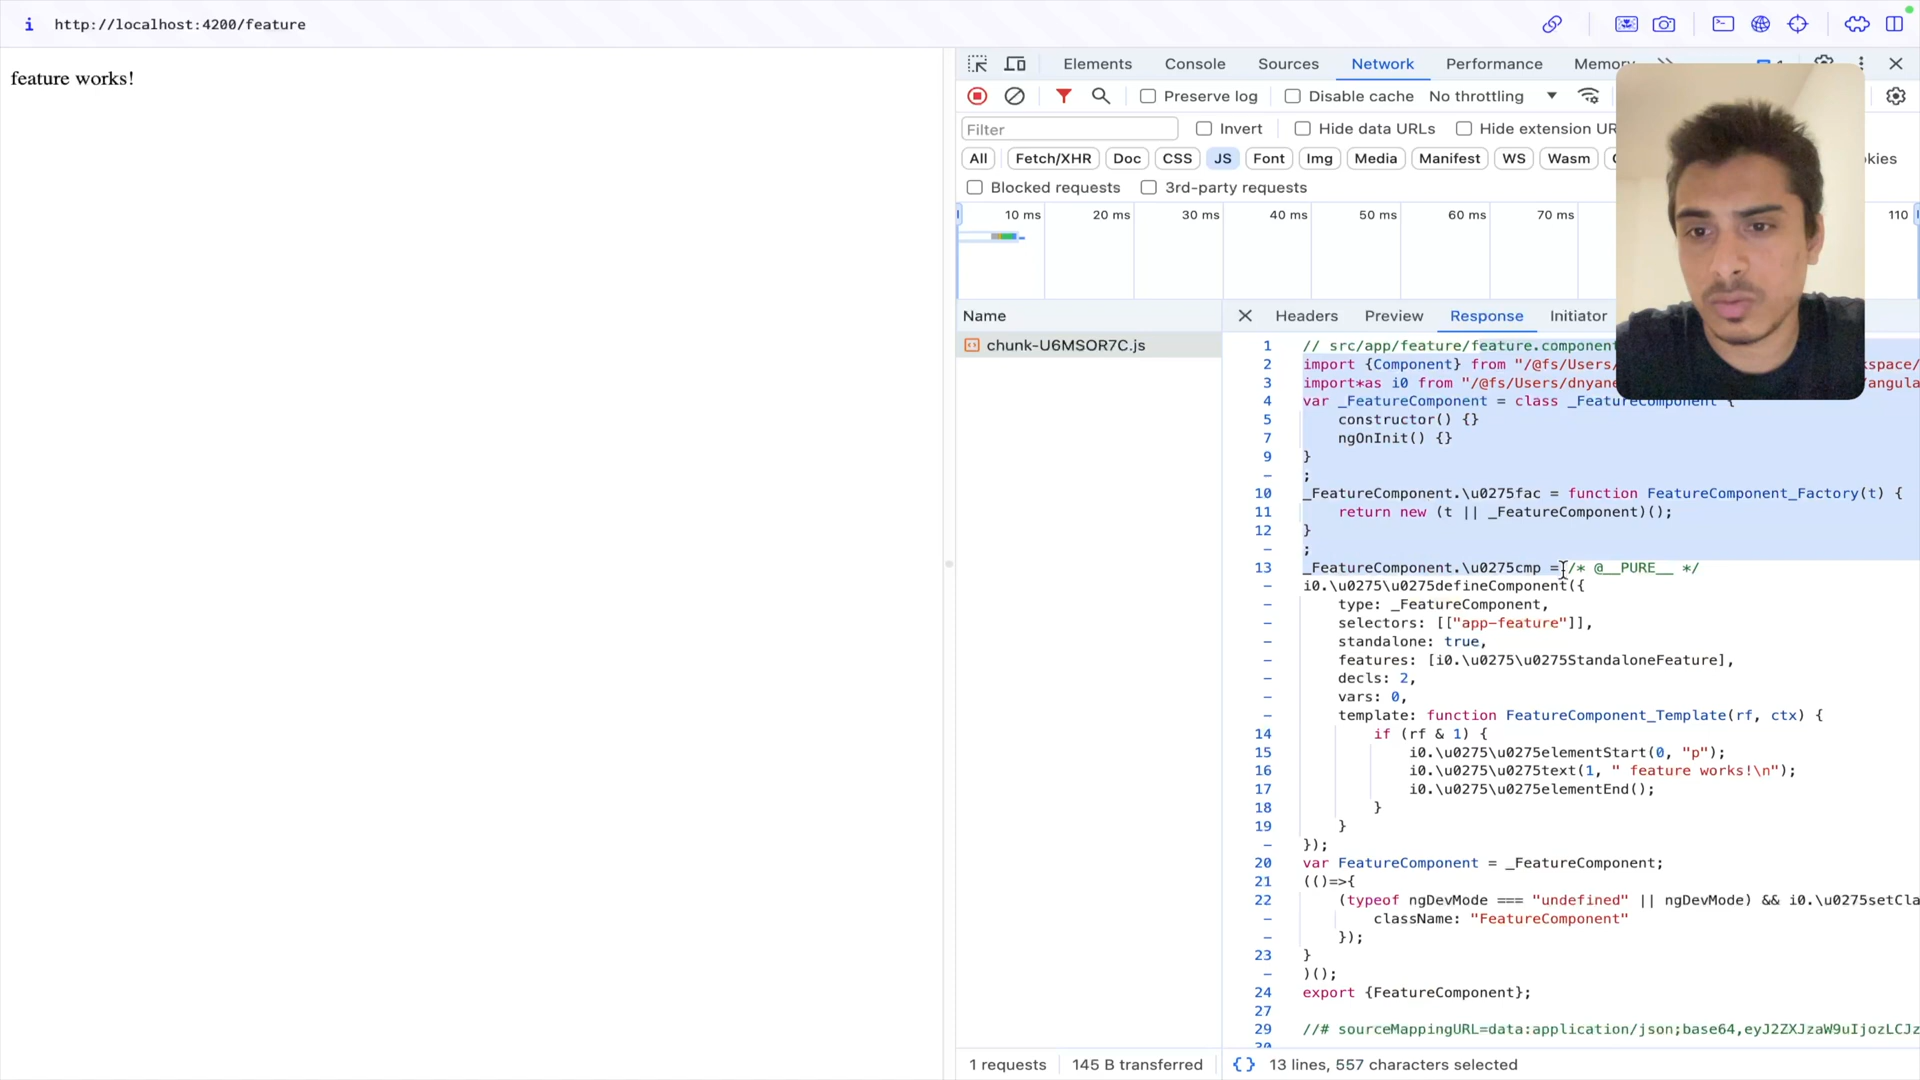 http://localhost:4200/feature
feature works!
Elements Console Sources Network Performance Memory
Preserve log Disable cache No throttling
Filter Invert Hide data URLs Hide extension UR
All Fetch/XHR Doc CSS JS Font Img Media Manifest WS Wasm kies
Blocked requests 3rd-party requests
10 ms 20 ms 30 ms 40 ms 50 ms 60 ms 70 ms 110
Name
chunk-U6MSOR7C.js
Headers Preview Response Initiator
1 // src/app/feature/feature.component
2 import {Component} from "/@fs/Users/ kspace/
3 import*as i0 from "/@fs/Users/dnyane /angula
4 var _FeatureComponent = class _FeatureComponent {
5 constructor() {}
7 ngOnInit() {}
9 }
- ;
10 _FeatureComponent.\u0275fac = function FeatureComponent_Factory(t) {
11 return new (t || _FeatureComponent)();
12 }
- ;
13 _FeatureComponent.\u0275cmp = /* @__PURE__ */
- i0.\u0275\u0275defineComponent({
- type: _FeatureComponent,
- selectors: [["app-feature"]],
- standalone: true,
- features: [i0.\u0275\u0275StandaloneFeature],
- decls: 2,
- vars: 0,
- template: function FeatureComponent_Template(rf, ctx) {
14 if (rf & 1) {
15 i0.\u0275\u0275elementStart(0, "p");
16 i0.\u0275\u0275text(1, " feature works!\n");
17 i0.\u0275\u0275elementEnd();
18 }
19 }
- });
20 var FeatureComponent = _FeatureComponent;
21 (()=>{
22 (typeof ngDevMode === "undefined" || ngDevMode) && i0.\u0275setCla
- className: "FeatureComponent"
- });
23 }
- )();
24 export {FeatureComponent};
27
29 //# sourceMappingURL=data:application/json;base64,eyJ2ZXJzaW9uIjozLCJz
30
1 requests 145 B transferred {} 13 lines, 557 characters selected